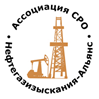 Ассоциация СРО
Нефтегазизыскания-Альянс